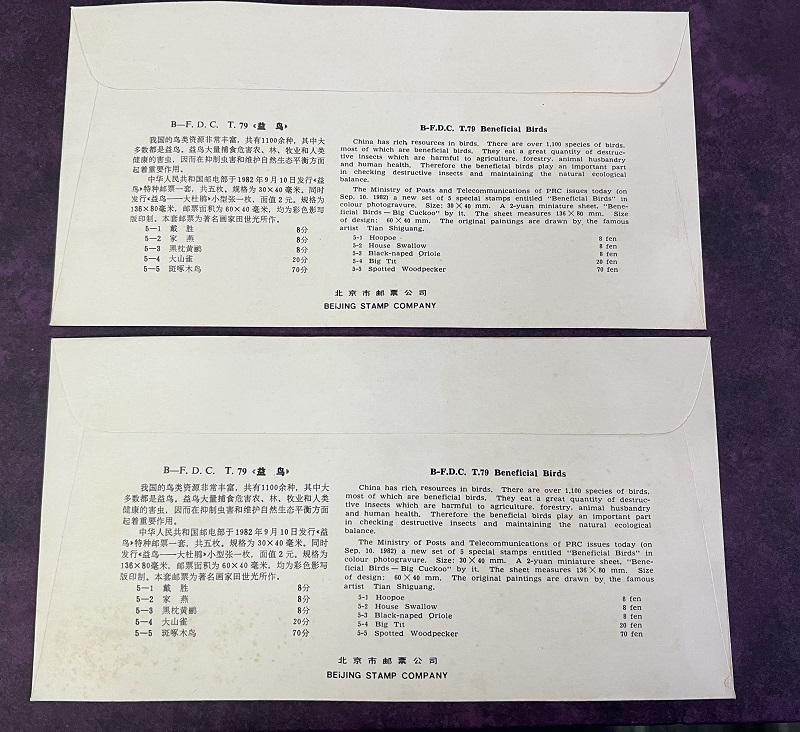 B—F. D. C. T. 79《益 鸟》
我国的鸟类资源非常丰富，共有1100余种，其中大
多数都是益鸟。益鸟大量捕食危害农、林、牧业和人类
健康的害虫，因而在抑制虫害和维护自然生态平衡方面
起着重要作用。
中华人民共和国邮电部于1982年9月10日发行《益
鸟》特种邮票一套，共五枚，规格为30×40毫米。同时
发行《益鸟——大杜鹃》小型张一枚，面值2元，规格为
136×80毫米，邮票面积为60×40毫米，均为彩色影写
版印制。本套邮票为著名画家田世光所作。
5—1 戴 胜 8分
5—2 家 燕 8分
5—3 黑枕黄鹂 8分
5—4 大山雀 20分
5—5 斑啄木鸟 70分
B-F.D.C. T.79 Beneficial Birds
China has rich resources in birds. There are over 1,100 species of birds,
most of which are beneficial birds. They eat a great quantity of destruc-
tive insects which are harmful to agriculture, forestry, animal husbandry
and human health. Therefore the beneficial birds play an important part
in checking destructive insects and maintaining the natural ecological
balance.
The Ministry of Posts and Telecommunications of PRC issues today (on
Sep. 10, 1982) a new set of 5 special stamps entitled "Beneficial Birds" in
colour photogravure. Size: 30×40 mm. A 2-yuan miniature sheet, "Bene-
ficial Birds — Big Cuckoo" by it. The sheet measures 136×80 mm. Size
of design: 60×40 mm. The original paintings are drawn by the famous
artist Tian Shiguang.
5-1 Hoopoe 8 fen
5-2 House Swallow 8 fen
5-3 Black-naped Oriole 8 fen
5-4 Big Tit 20 fen
5-5 Spotted Woodpecker 70 fen
北京市邮票公司
BEIJING STAMP COMPANY
B—F. D. C. T. 79《益 鸟》
我国的鸟类资源非常丰富，共有1100余种，其中大
多数都是益鸟。益鸟大量捕食危害农、林、牧业和人类
健康的害虫，因而在抑制虫害和维护自然生态平衡方面
起着重要作用。
中华人民共和国邮电部于1982年9月10日发行《益
鸟》特种邮票一套，共五枚，规格为30×40毫米。同时
发行《益鸟——大杜鹃》小型张一枚，面值2元，规格为
136×80毫米，邮票面积为60×40毫米，均为彩色影写
版印制。本套邮票为著名画家田世光所作。
5—1 戴 胜 8分
5—2 家 燕 8分
5—3 黑枕黄鹂 8分
5—4 大山雀 20分
5—5 斑啄木鸟 70分
B-F.D.C. T.79 Beneficial Birds
China has rich resources in birds. There are over 1,100 species of birds,
most of which are beneficial birds. They eat a great quantity of destruc-
tive insects which are harmful to agriculture, forestry, animal husbandry
and human health. Therefore the beneficial birds play an important part
in checking destructive insects and maintaining the natural ecological
balance.
The Ministry of Posts and Telecommunications of PRC issues today (on
Sep. 10, 1982) a new set of 5 special stamps entitled "Beneficial Birds" in
colour photogravure. Size: 30×40 mm. A 2-yuan miniature sheet, "Bene-
ficial Birds — Big Cuckoo" by it. The sheet measures 136×80 mm. Size
of design: 60×40 mm. The original paintings are drawn by the famous
artist Tian Shiguang.
5-1 Hoopoe 8 fen
5-2 House Swallow 8 fen
5-3 Black-naped Oriole 8 fen
5-4 Big Tit 20 fen
5-5 Spotted Woodpecker 70 fen
北京市邮票公司
BEIJING STAMP COMPANY